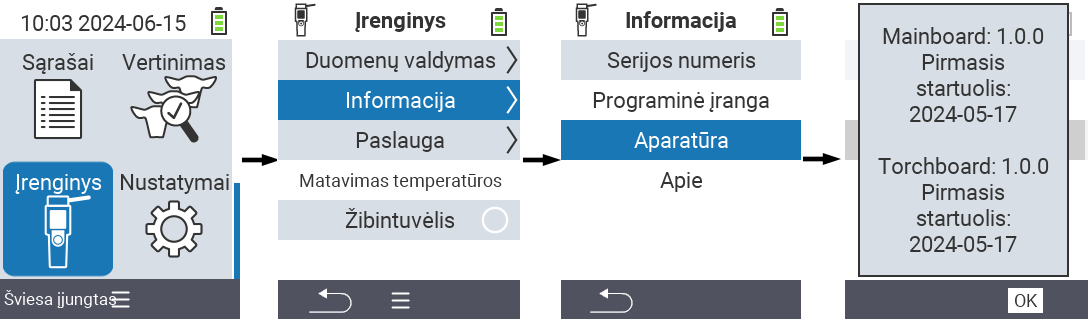 10:03 2024-06-15
Sąrašai
Vertinimas
Įrenginys
Nustatymai
Šviesa įjungtas
Įrenginys
Duomenų valdymas
Informacija
Paslauga
Matavimas temperatūros
Žibintuvėlis
Informacija
Serijos numeris
Programinė įranga
Aparatūra
Apie
Mainboard: 1.0.0
Pirmasis
startuolis:
2024-05-17
Torchboard: 1.0.0
Pirmasis
startuolis:
2024-05-17
OK